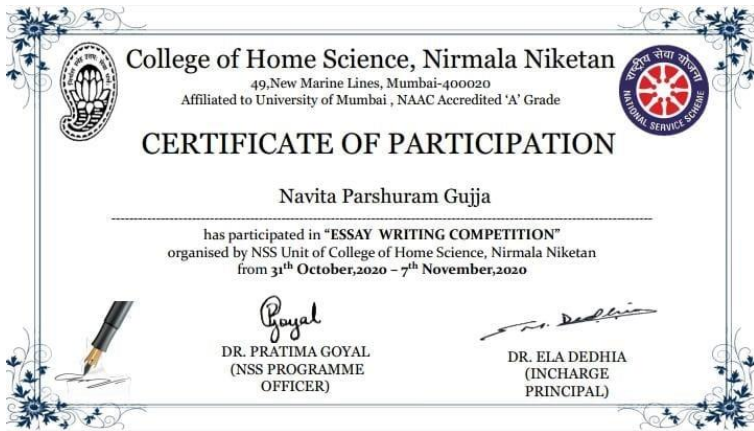 College of Home Science, Nirmala Niketan
49,New Marine Lines, Mumbai-400020
Affiliated to University of Mumbai , NAAC Accredited ‘A’ Grade
राष्ट्रीय सेवा योजना
NATIONAL SERVICE SCHEME
CERTIFICATE OF PARTICIPATION
Navita Parshuram Gujja
has participated in “ESSAY WRITING COMPETITION”
organised by NSS Unit of College of Home Science, Nirmala Niketan
from 31th October,2020 – 7th November,2020
Goyal
Dedhia
DR. PRATIMA GOYAL
(NSS PROGRAMME
OFFICER)
DR. ELA DEDHIA
(INCHARGE
PRINCIPAL)